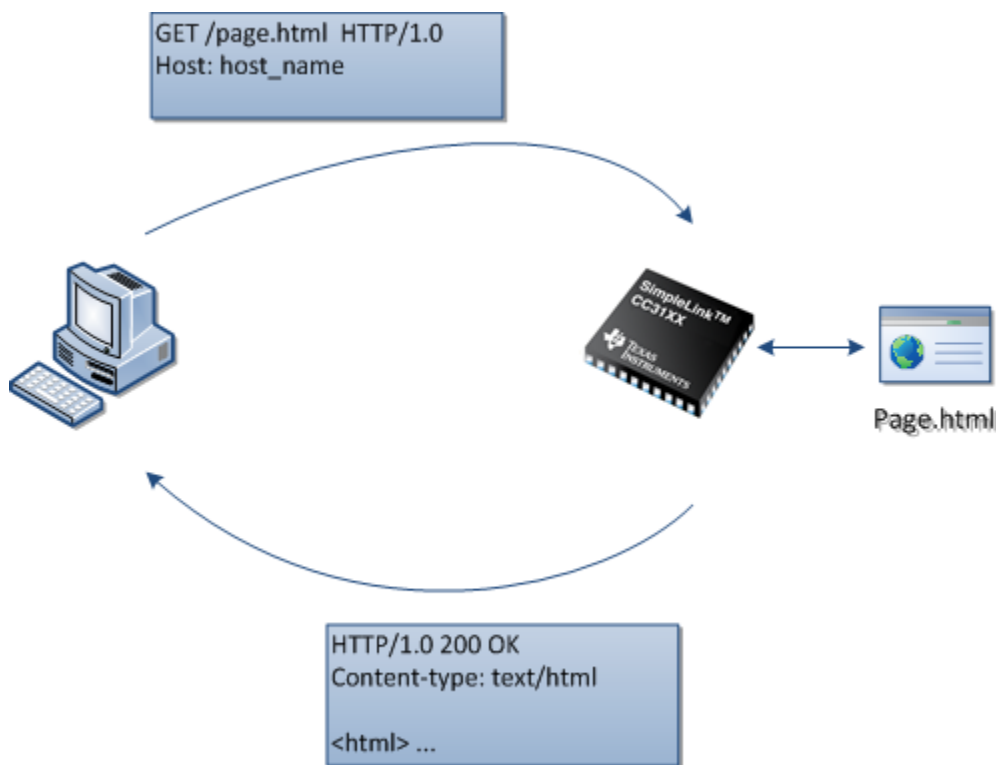 GET /page.html HTTP/1.0
Host: host_name
SimpleLink™
CC31XX
TEXAS
INSTRUMENTS
Page.html
HTTP/1.0 200 OK
Content-type: text/html
<html> ...